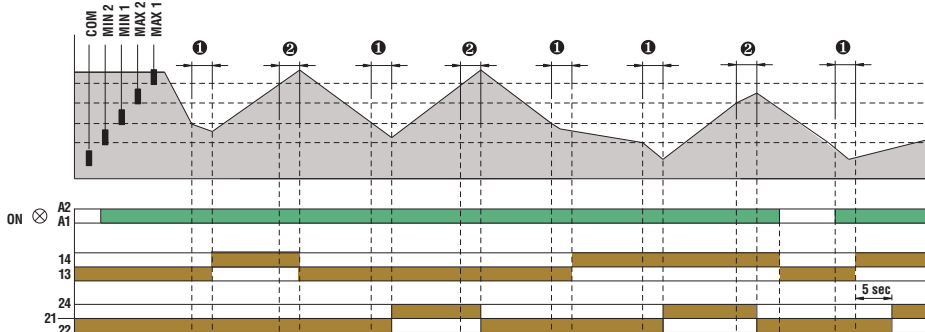 COM
MIN 2
MIN 1
MAX 2
MAX 1
❶ ❷ ❶ ❷ ❶ ❶ ❷ ❶
A2
ON A1
14
13
5 sec
24
21
22